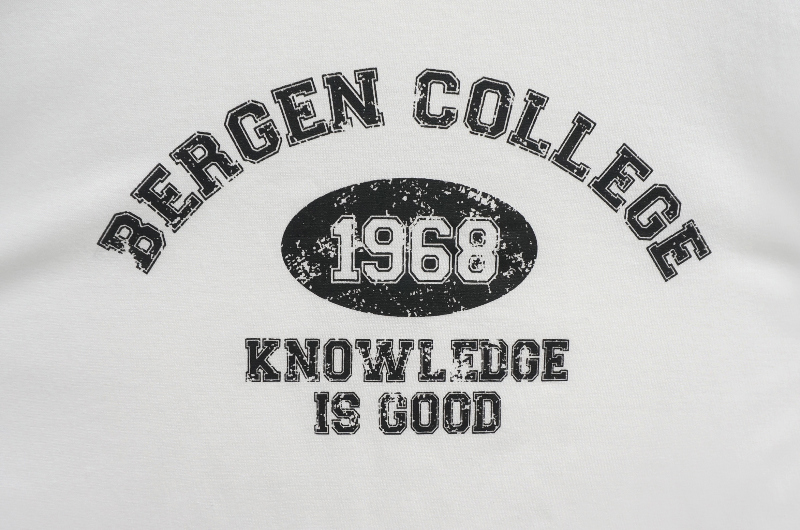 BERGEN COLLEGE
1968
KNOWLEDGE
IS GOOD